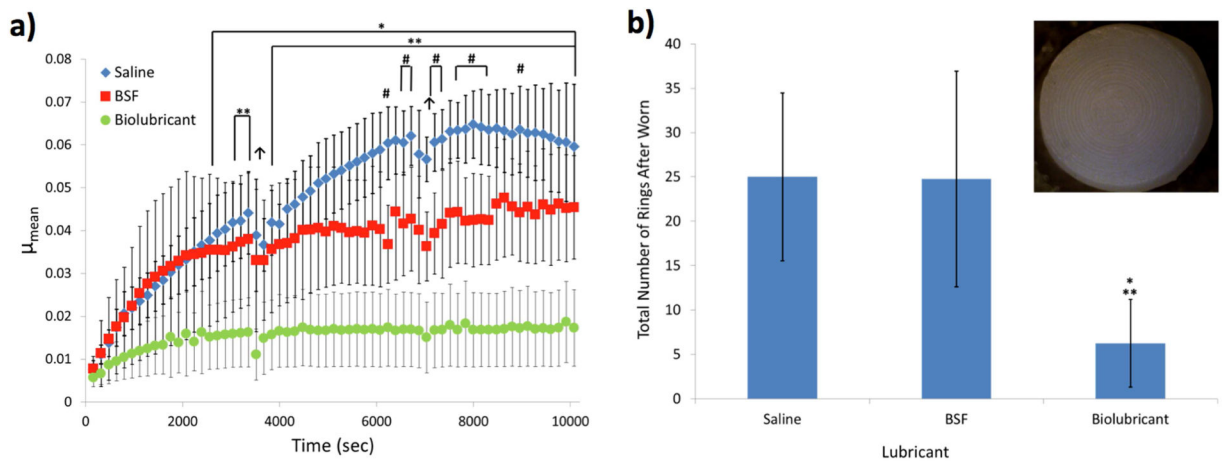 a)
*
**
0.08
0.07
0.06
0.05
0.04
0.03
0.02
0.01
0
μmean
Saline
BSF
Biolubricant
**
↑
#
#
#
#
#
↑
0 2000 4000 6000 8000 10000
Time (sec)
b)
40
35
30
25
20
15
10
5
0
Total Number of Rings After Worn
*
**
Saline BSF Biolubricant
Lubricant